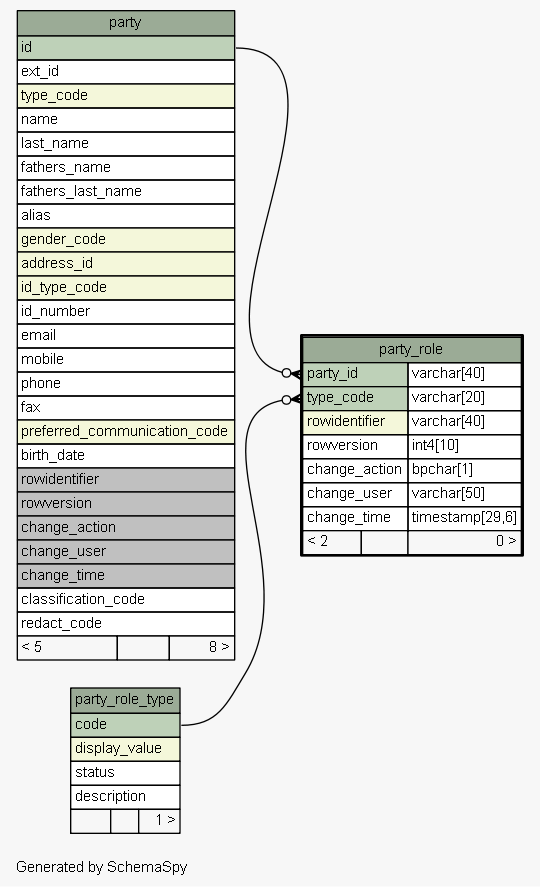 party
id
ext_id
type_code
name
last_name
fathers_name
fathers_last_name
alias
gender_code
address_id
id_type_code
id_number
email
mobile
phone
fax
preferred_communication_code
birth_date
rowidentifier
rowversion
change_action
change_user
change_time
classification_code
redact_code
< 5 8 >
party_role
party_id varchar[40]
type_code varchar[20]
rowidentifier varchar[40]
rowversion int4[10]
change_action bpchar[1]
change_user varchar[50]
change_time timestamp[29,6]
< 2 0 >
party_role_type
code
display_value
status
description
1 >
Generated by SchemaSpy